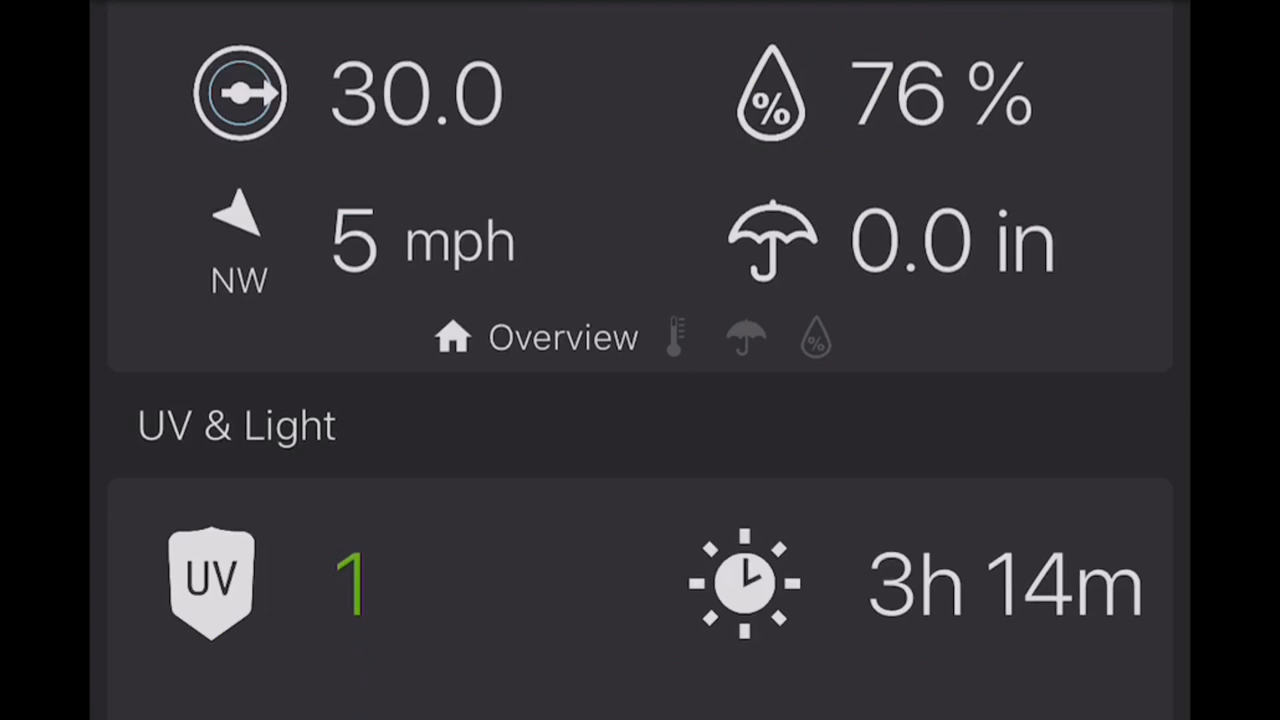 30.0
% 76 %
NW 5 mph
0.0 in
Overview %
UV & Light
UV 1
3h 14m